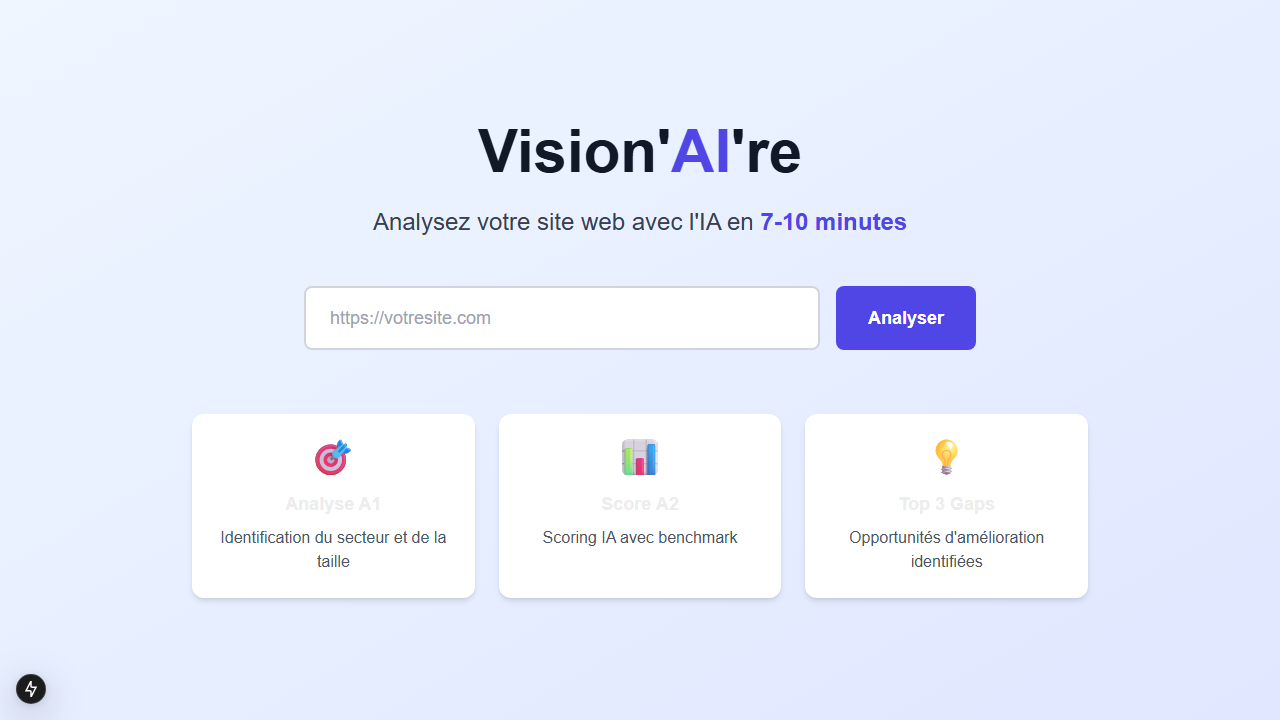 Vision'AI're
Analysez votre site web avec l'IA en 7-10 minutes
https://votresite.com
Analyser
Analyse A1
Identification du secteur et de la
taille
Score A2
Scoring IA avec benchmark
Top 3 Gaps
Opportunités d'amélioration
identifiées